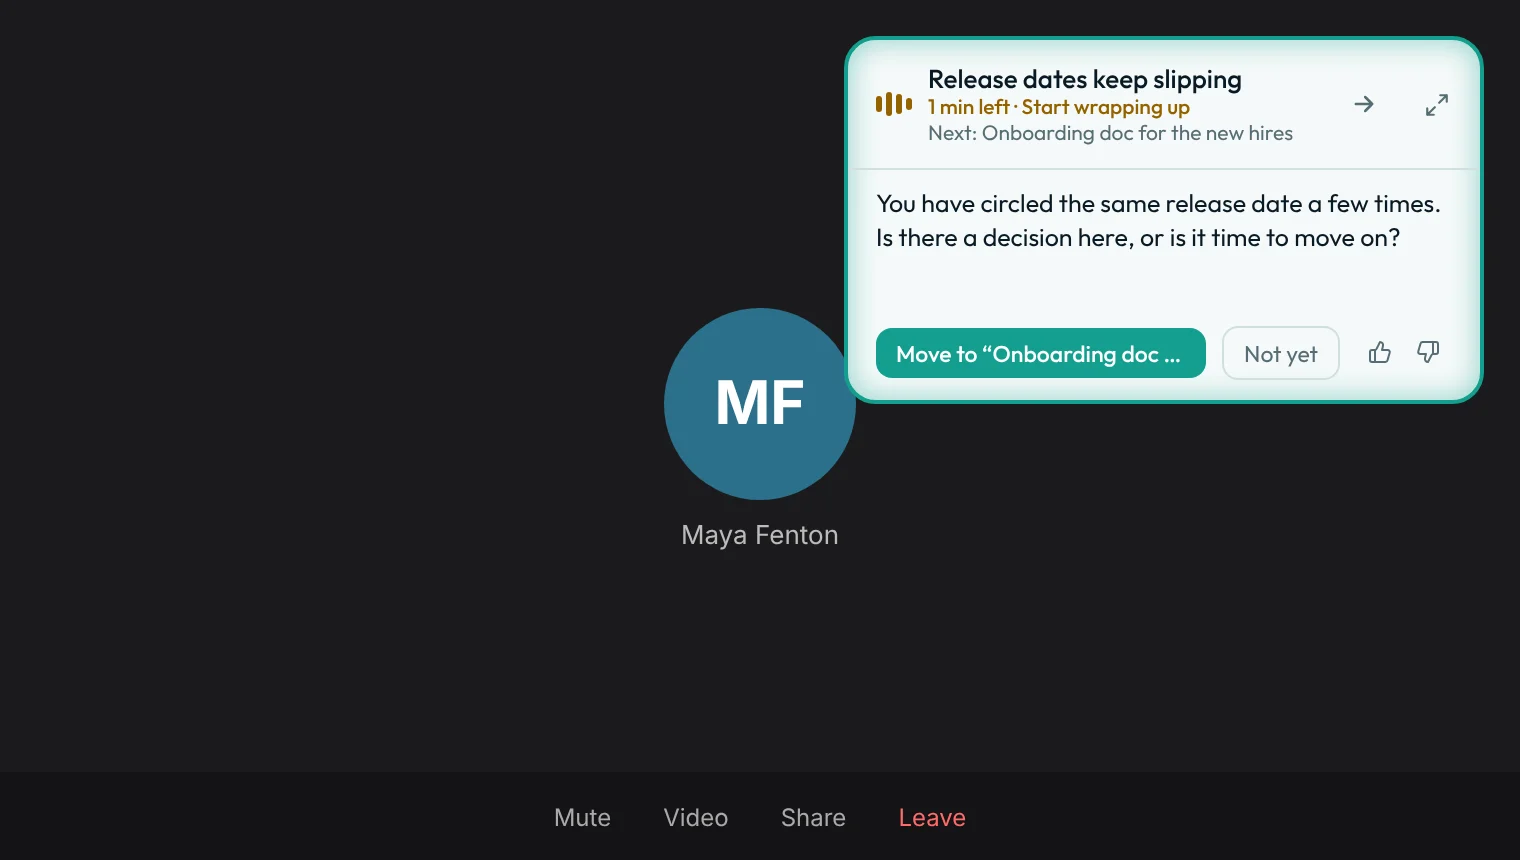 Release dates keep slipping
1 min left · Start wrapping up
Next: Onboarding doc for the new hires
You have circled the same release date a few times.
Is there a decision here, or is it time to move on?
Move to “Onboarding doc ...
Not yet
MF
Maya Fenton
Mute
Video
Share
Leave